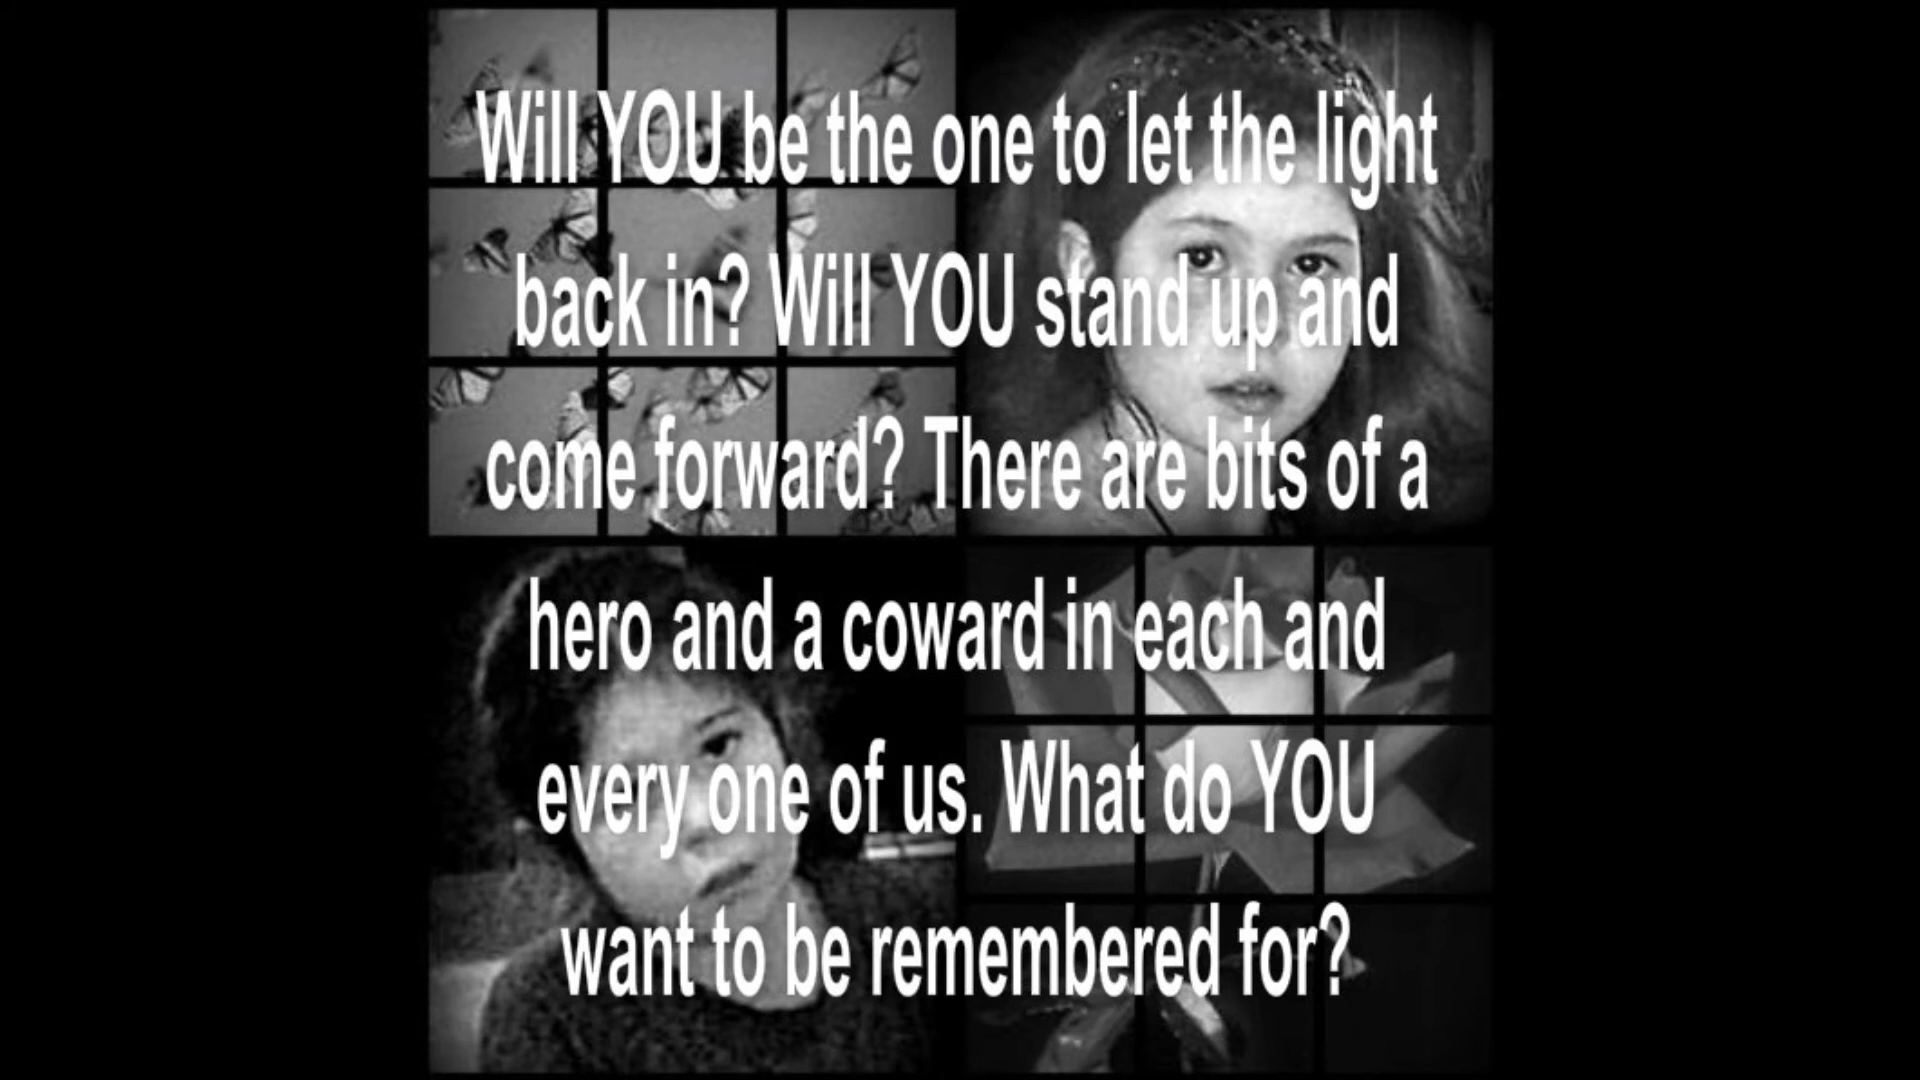 Will YOU be the one to let the light
back in? Will YOU stand up and
come forward? There are bits of a
hero and a coward in each and
every one of us. What do YOU
want to be remembered for?